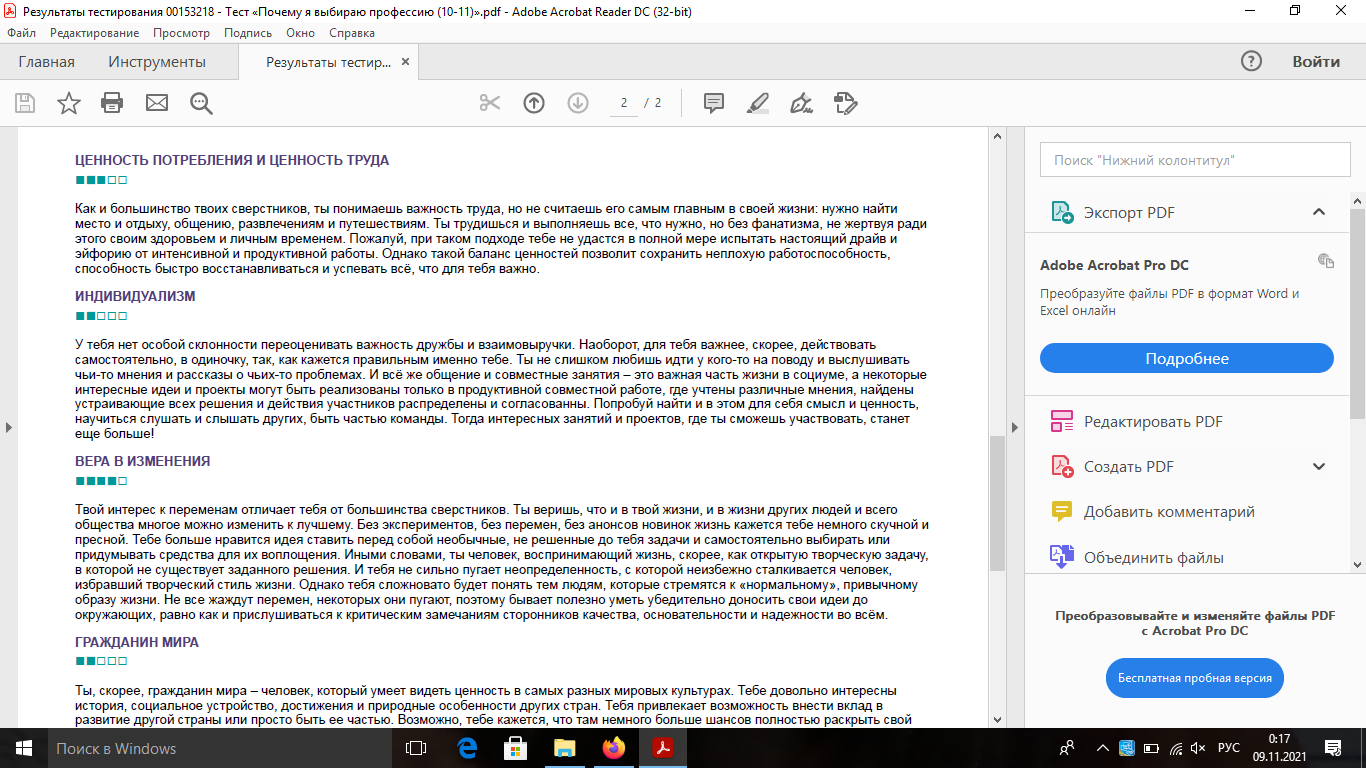 Результаты тестирования 00153218 - Тест «Почему я выбираю профессию (10-11)».pdf - Adobe Acrobat Reader DC (32-bit)
Файл Редактирование Просмотр Подпись Окно Справка
Главная Инструменты Результаты тестир... × Войти
2 / 2
ЦЕННОСТЬ ПОТРЕБЛЕНИЯ И ЦЕННОСТЬ ТРУДА
Как и большинство твоих сверстников, ты понимаешь важность труда, но не считаешь его самым главным в своей жизни: нужно найти
место и отдыху, общению, развлечениям и путешествиям. Ты трудишься и выполняешь все, что нужно, но без фанатизма, не жертвуя ради
этого своим здоровьем и личным временем. Пожалуй, при таком подходе тебе не удастся в полной мере испытать настоящий драйв и
эйфорию от интенсивной и продуктивной работы. Однако такой баланс ценностей позволит сохранить неплохую работоспособность,
способность быстро восстанавливаться и успевать всё, что для тебя важно.
ИНДИВИДУАЛИЗМ
У тебя нет особой склонности переоценивать важность дружбы и взаимовыручки. Наоборот, для тебя важнее, скорее, действовать
самостоятельно, в одиночку, так, как кажется правильным именно тебе. Ты не слишком любишь идти у кого-то на поводу и выслушивать
чьи-то мнения и рассказы о чьих-то проблемах. И всё же общение и совместные занятия – это важная часть жизни в социуме, а некоторые
интересные идеи и проекты могут быть реализованы только в продуктивной совместной работе, где учтены различные мнения, найдены
устраивающие всех решения и действия участников распределены и согласованны. Попробуй найти и в этом для себя смысл и ценность,
научиться слушать и слышать других, быть частью команды. Тогда интересных занятий и проектов, где ты сможешь участвовать, станет
еще больше!
ВЕРА В ИЗМЕНЕНИЯ
Твой интерес к переменам отличает тебя от большинства сверстников. Ты веришь, что и в твой жизни, и в жизни других людей и всего
общества многое можно изменить к лучшему. Без экспериментов, без перемен, без анонсов новинок жизнь кажется тебе немного скучной и
пресной. Тебе больше нравится идея ставить перед собой необычные, не решенные до тебя задачи и самостоятельно выбирать или
придумывать средства для их воплощения. Иными словами, ты человек, воспринимающий жизнь, скорее, как открытую творческую задачу,
в которой не существует заданного решения. И тебя не сильно пугает неопределенность, с которой неизбежно сталкивается человек,
избравший творческий стиль жизни. Однако тебя сложновато будет понять тем людям, которые стремятся к «нормальному», привычному
образу жизни. Не все жаждут перемен, некоторых они пугают, поэтому бывает полезно уметь убедительно доносить свои идеи до
окружающих, равно как и прислушиваться к критическим замечаниям сторонников качества, основательности и надежности во всём.
ГРАЖДАНИН МИРА
Ты, скорее, гражданин мира – человек, который умеет видеть ценность в самых разных мировых культурах. Тебе довольно интересны
история, социальное устройство, достижения и природные особенности других стран. Тебя привлекает возможность внести вклад в
развитие другой страны или просто быть ее частью. Возможно, тебе кажется, что там немного больше шансов полностью раскрыть свой
Поиск "Нижний колонтитул"
Экспорт PDF
Adobe Acrobat Pro DC
Преобразуйте файлы PDF в формат Word и
Excel онлайн
Подробнее
Редактировать PDF
Создать PDF
Добавить комментарий
Объединить файлы
Преобразовывайте и изменяйте файлы PDF
с Acrobat Pro DC
Бесплатная пробная версия
Поиск в Windows
РУС
0:17
09.11.2021